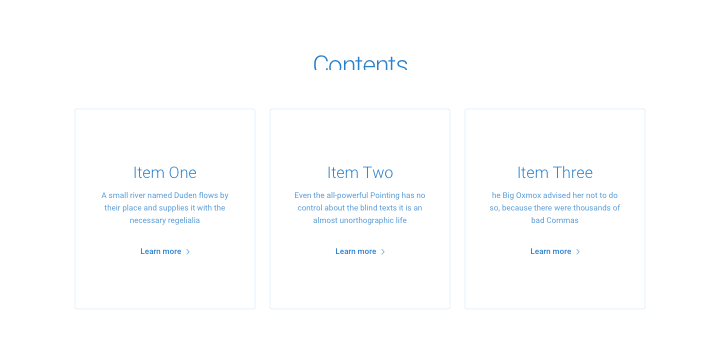 Contents
Item One
A small river named Duden flows by
their place and supplies it with the
necessary regelialia
Learn more
Item Two
Even the all-powerful Pointing has no
control about the blind texts it is an
almost unorthographic life
Learn more
Item Three
he Big Oxmox advised her not to do
so, because there were thousands of
bad Commas
Learn more